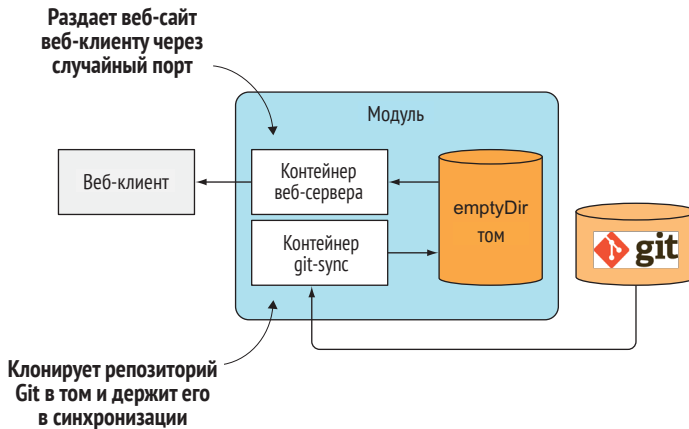 Раздает веб-сайт
веб-клиенту через
случайный порт
Модуль
Веб-клиент
Контейнер
веб-сервера
Контейнер
git-sync
emptyDir
том
git
Клонирует репозиторий
Git в том и держит его
в синхронизации